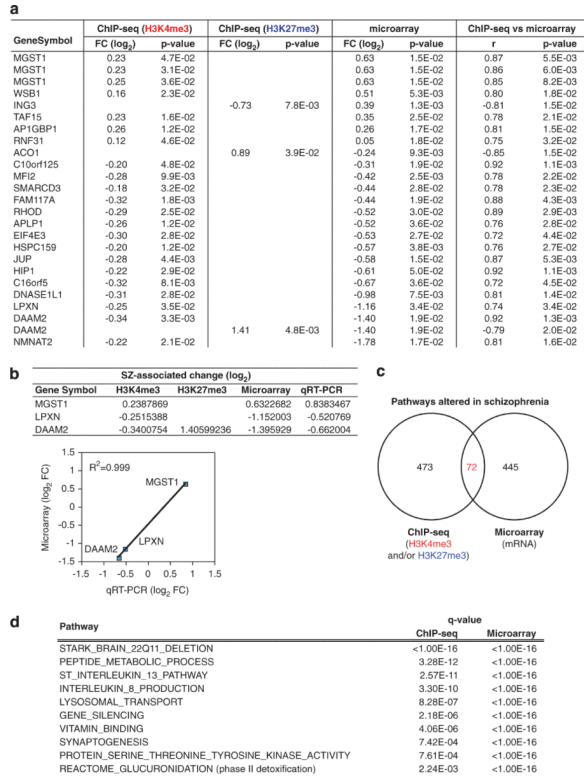 a
ChIP-seq (H3K4me3) ChIP-seq (H3K27me3) microarray ChIP-seq vs microarray
GeneSymbol FC (log2) p-value FC (log2) p-value FC (log2) p-value r p-value
MGST1 0.23 4.7E-02 0.63 1.5E-02 0.87 5.5E-03
MGST1 0.23 3.1E-02 0.63 1.5E-02 0.86 6.0E-03
MGST1 0.25 3.6E-02 0.63 1.5E-02 0.85 8.2E-03
WSB1 0.16 2.3E-02 0.51 5.3E-03 0.80 1.8E-02
ING3 -0.73 7.8E-03 0.39 1.3E-03 -0.81 1.5E-02
TAF15 0.23 1.6E-02 0.35 2.5E-02 0.78 2.1E-02
AP1GBP1 0.26 1.2E-02 0.26 1.7E-02 0.81 1.5E-02
RNF31 0.12 4.6E-02 0.05 1.8E-02 0.75 3.2E-02
ACO1 0.89 3.9E-02 -0.24 9.3E-03 -0.85 1.5E-02
C10orf125 -0.20 4.8E-02 -0.31 1.9E-02 0.92 1.1E-03
MFI2 -0.28 9.9E-03 -0.42 2.5E-03 0.78 2.2E-02
SMARCD3 -0.18 3.2E-02 -0.44 2.8E-02 0.78 2.3E-02
FAM117A -0.32 1.8E-03 -0.44 1.9E-02 0.88 4.3E-03
RHOD -0.29 2.5E-02 -0.52 3.0E-02 0.89 2.9E-03
APLP1 -0.26 1.2E-02 -0.52 3.6E-02 0.76 2.8E-02
EIF4E3 -0.30 2.8E-02 -0.53 2.7E-02 0.72 4.4E-02
HSPC159 -0.20 1.2E-02 -0.57 3.8E-03 0.76 2.7E-02
JUP -0.28 4.4E-03 -0.58 1.5E-02 0.87 5.3E-03
HIP1 -0.22 2.9E-02 -0.61 5.0E-02 0.92 1.1E-03
C16orf5 -0.32 8.1E-03 -0.67 3.6E-02 0.72 4.5E-02
DNASE1L1 -0.31 2.8E-02 -0.98 7.5E-03 0.81 1.4E-02
LPXN -0.25 3.5E-02 -1.16 3.4E-02 0.74 3.4E-02
DAAM2 -0.34 3.3E-03 -1.40 1.9E-02 0.92 1.3E-03
DAAM2 1.41 4.8E-03 -1.40 1.9E-02 -0.79 2.0E-02
NMNAT2 -0.22 2.1E-02 -1.78 1.7E-02 0.81 1.6E-02
b
SZ-associated change (log2)
Gene Symbol H3K4me3 H3K27me3 Microarray qRT-PCR
MGST1 0.2387869 0.6322682 0.8383467
LPXN -0.2515388 -1.152003 -0.520769
DAAM2 -0.3400754 1.40599236 -1.395929 -0.662004
1.5
1
0.5
0
-0.5
-1
-1.5
Microarray (log2 FC)
R2=0.999
MGST1
LPXN
DAAM2
-1.5 -1 -0.5 0 0.5 1 1.5
qRT-PCR (log2 FC)
c
Pathways altered in schizophrenia
473 72 445
ChIP-seq Microarray
(H3K4me3 (mRNA)
and/or H3K27me3)
d
q-value
Pathway ChIP-seq Microarray
STARK_BRAIN_22Q11_DELETION <1.00E-16 <1.00E-16
PEPTIDE_METABOLIC_PROCESS 3.28E-12 <1.00E-16
ST_INTERLEUKIN_13_PATHWAY 2.57E-11 <1.00E-16
INTERLEUKIN_8_PRODUCTION 3.30E-10 <1.00E-16
LYSOSOMAL_TRANSPORT 8.28E-07 <1.00E-16
GENE_SILENCING 2.18E-06 <1.00E-16
VITAMIN_BINDING 4.06E-06 <1.00E-16
SYNAPTOGENESIS 7.42E-04 <1.00E-16
PROTEIN_SERINE_THREONINE_TYROSINE_KINASE_ACTIVITY 7.61E-04 <1.00E-16
REACTOME_GLUCURONIDATION (phase II detoxification) 2.24E-03 <1.00E-16